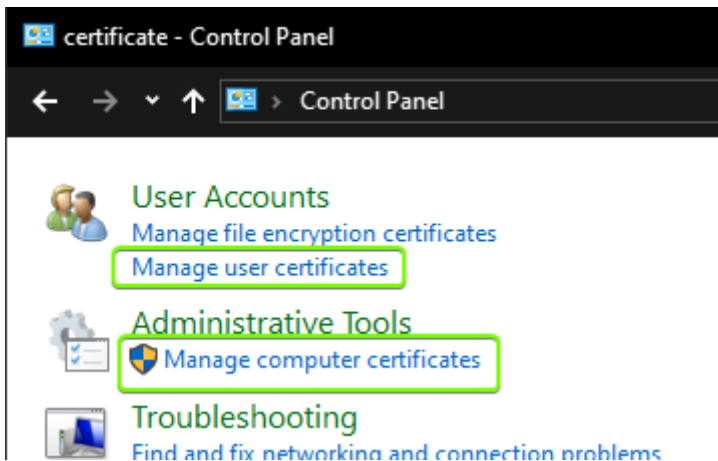 certificate - Control Panel
Control Panel
User Accounts
Manage file encryption certificates
Manage user certificates
Administrative Tools
Manage computer certificates
Troubleshooting
Find and fix networking and connection problems